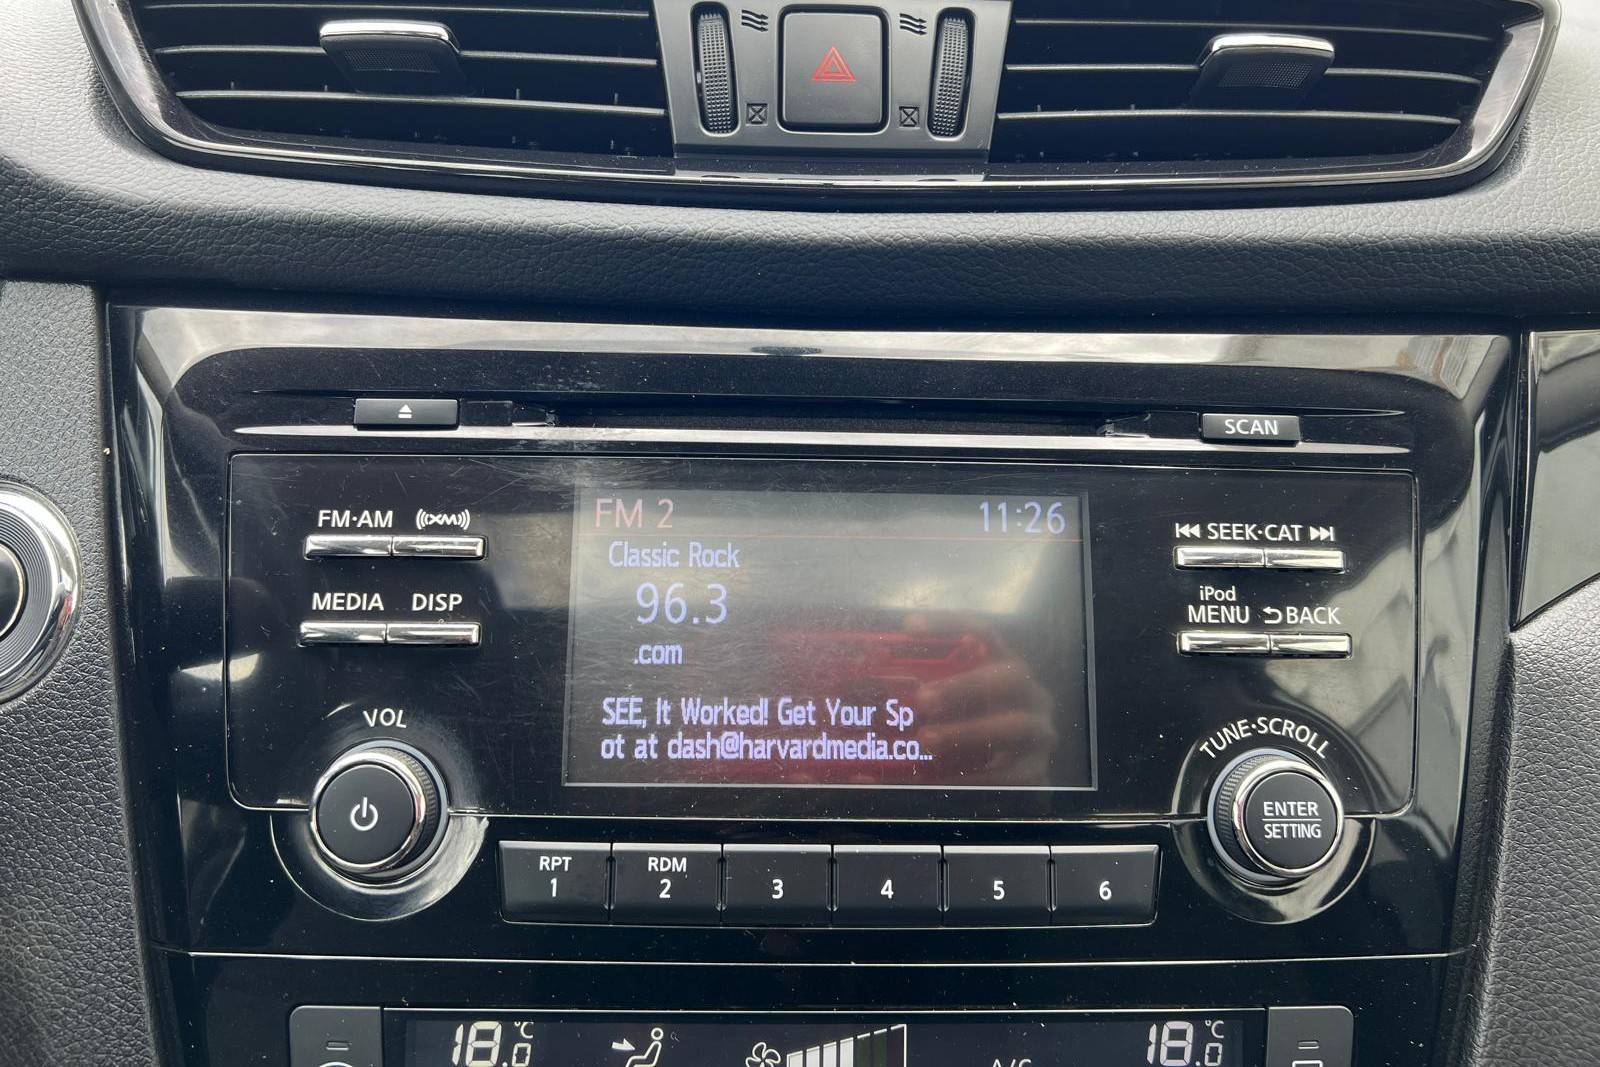 SCAN
FM·AM
XM
SEEK·CAT
MEDIA
DISP
iPod
MENU
BACK
VOL
TUNE·SCROLL
FM 2
11:26
Classic Rock
96.3
.com
SEE, It Worked! Get Your Sp
ot at dash@harvardmedia.co...
ENTER
SETTING
RPT
1
RDM
2
3
4
5
6
18.0
°C
A/C
18.0
°C